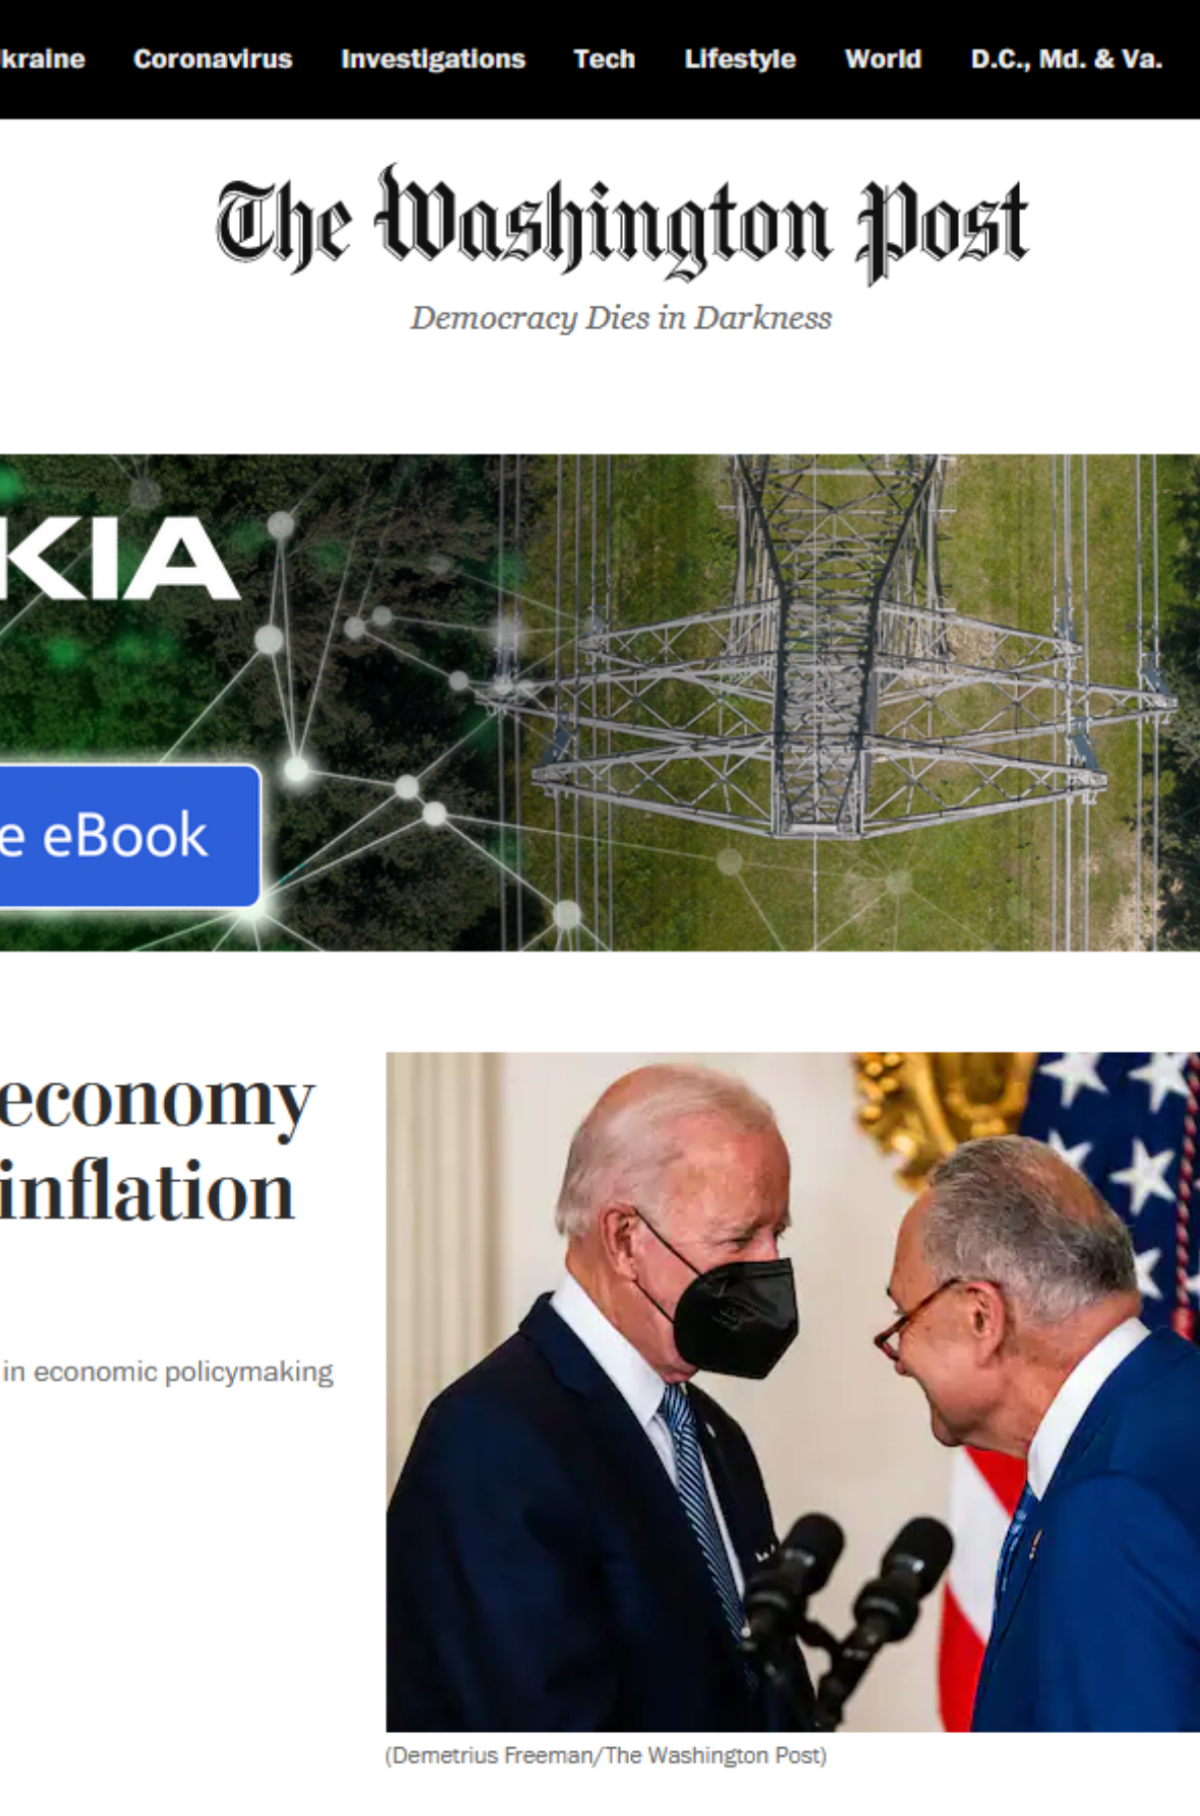 kraine Coronavirus Investigations Tech Lifestyle World D.C., Md. & Va.
The Washington Post
Democracy Dies in Darkness
KIA
e eBook
economy
inflation
in economic policymaking
(Demetrius Freeman/The Washington Post)